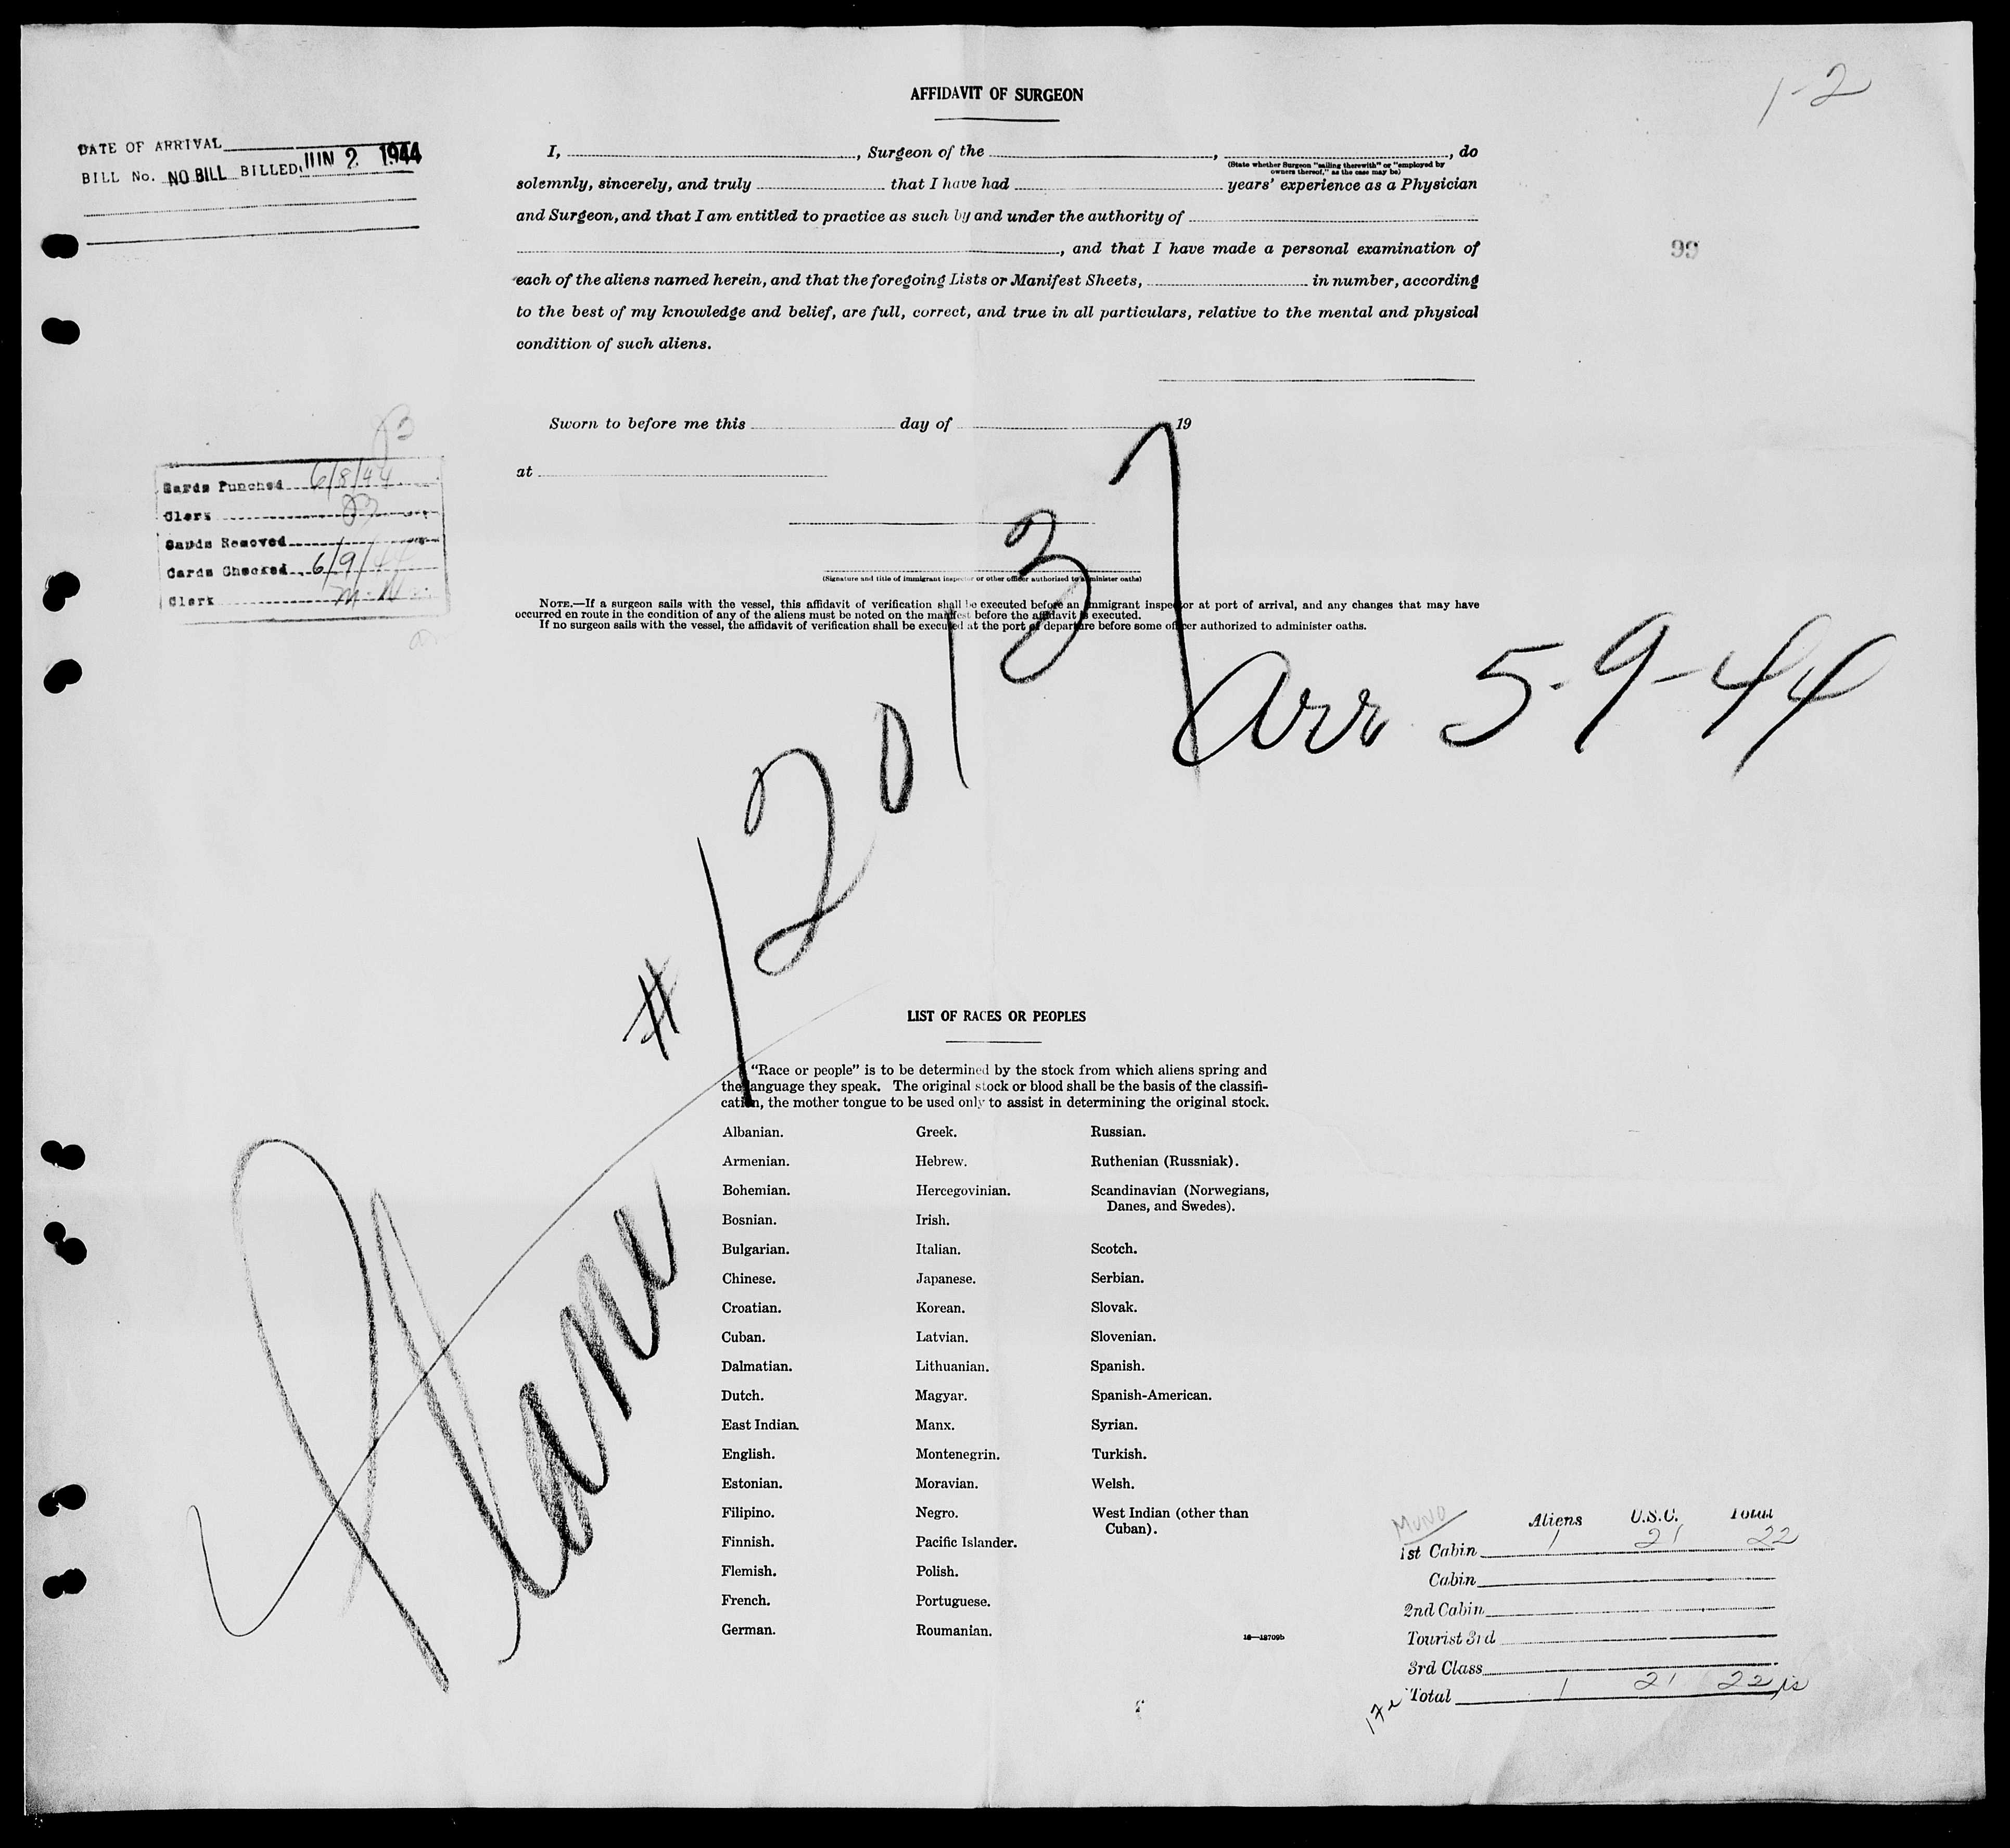 1-2
AFFIDAVIT OF SURGEON
DATE OF ARRIVAL
BILL No. NO BILL BILLED JUN 2 1944
I, , Surgeon of the , , do
(State whether Surgeon "sailing therewith" or "employed by
owners thereof," as the case may be)
solemnly, sincerely, and truly that I have had years' experience as a Physician
and Surgeon, and that I am entitled to practice as such by and under the authority of
, and that I have made a personal examination of
99
each of the aliens named herein, and that the foregoing Lists or Manifest Sheets, in number, according
to the best of my knowledge and belief, are full, correct, and true in all particulars, relative to the mental and physical
condition of such aliens.
Sworn to before me this day of 19
at
Cards Punched 6/8/44
Clerk
Cards Removed
Cards Checked 6/9/44
Clerk M. N.
(Signature and title of immigrant inspector or other officer authorized to administer oaths)
NOTE.—If a surgeon sails with the vessel, this affidavit of verification shall be executed before an immigrant inspector at port of arrival, and any changes that may have
occurred en route in the condition of any of the aliens must be noted on the manifest before the affidavit is executed.
If no surgeon sails with the vessel, the affidavit of verification shall be executed at the port of departure before some officer authorized to administer oaths.
Arr 5-9-44
Plane # 120137
LIST OF RACES OR PEOPLES
"Race or people" is to be determined by the stock from which aliens spring and
the language they speak. The original stock or blood shall be the basis of the classifi-
cation, the mother tongue to be used only to assist in determining the original stock.
Albanian.
Armenian.
Bohemian.
Bosnian.
Bulgarian.
Chinese.
Croatian.
Cuban.
Dalmatian.
Dutch.
East Indian.
English.
Estonian.
Filipino.
Finnish.
Flemish.
French.
German.
Greek.
Hebrew.
Hercegovinian.
Irish.
Italian.
Japanese.
Korean.
Latvian.
Lithuanian.
Magyar.
Manx.
Montenegrin.
Moravian.
Negro.
Pacific Islander.
Polish.
Portuguese.
Roumanian.
Russian.
Ruthenian (Russniak).
Scandinavian (Norwegians,
Danes, and Swedes).
Scotch.
Serbian.
Slovak.
Slovenian.
Spanish.
Spanish-American.
Syrian.
Turkish.
Welsh.
West Indian (other than
Cuban).
16—18709b
MUNO
Aliens U.S.C. Total
1st Cabin 1 21 22
Cabin
2nd Cabin
Tourist 3rd
3rd Class
Total 1 21 22